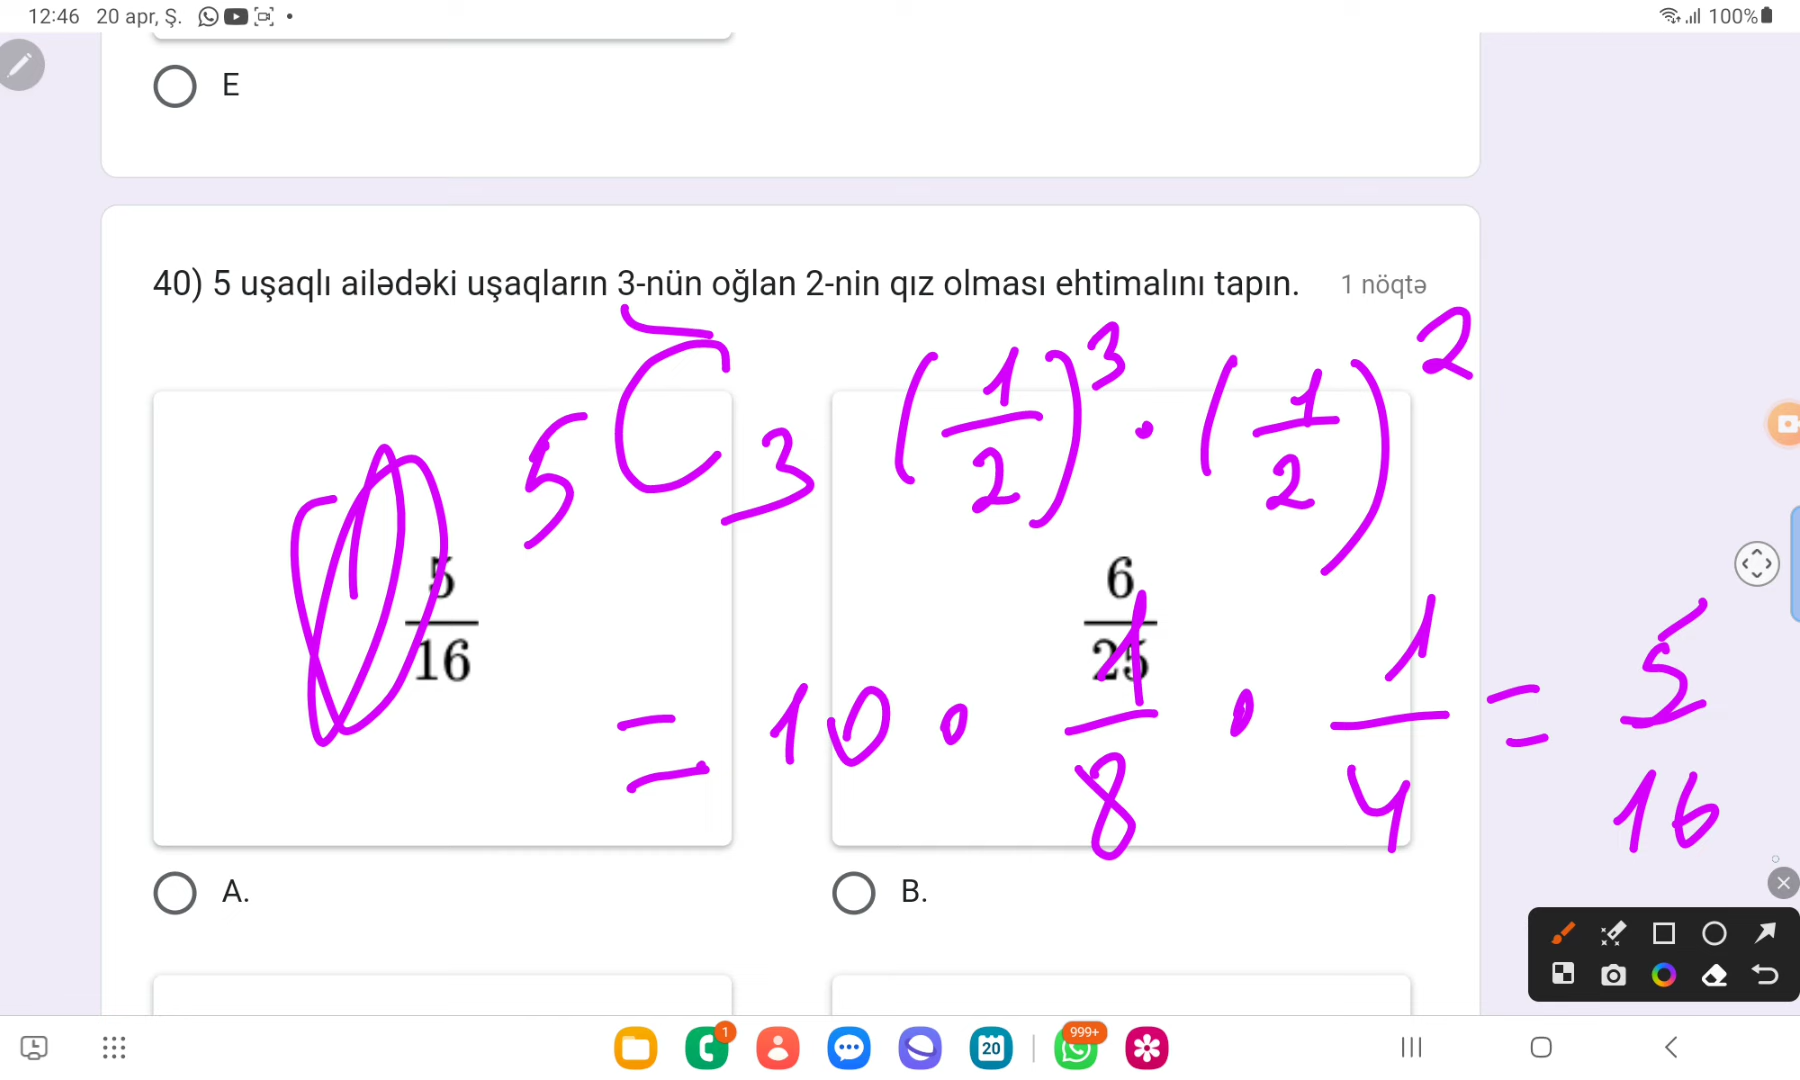 12:46 20 apr, Ş. 100%
E
40) 5 uşaqlı ailədəki uşaqların 3-nün oğlan 2-nin qız olması ehtimalını tapın. 1 nöqtə
5 C 3 (1/2)^3 · (1/2)^2
5/16
6/25
= 10 · 1/8 · 1/4 = 5/16
A.
B.
1
20
999+